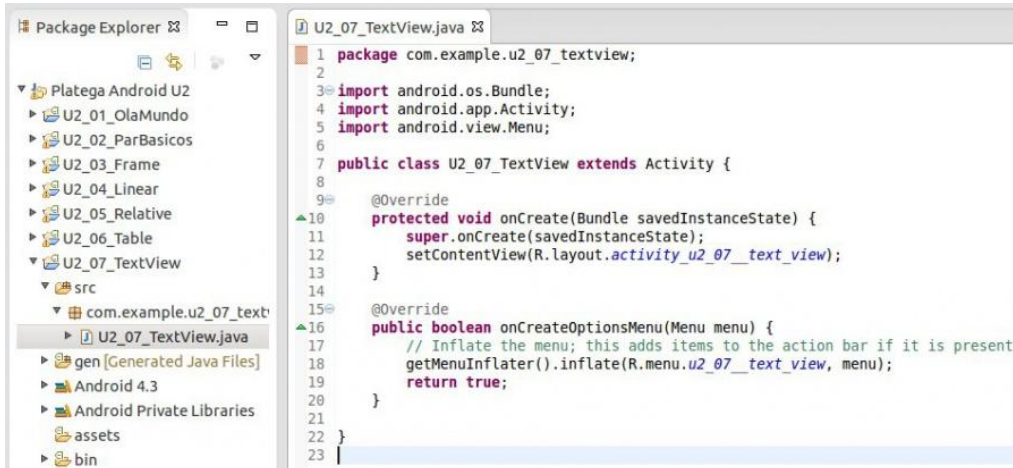 Package Explorer
Platega Android U2
U2_01_OlaMundo
U2_02_ParBasicos
U2_03_Frame
U2_04_Linear
U2_05_Relative
U2_06_Table
U2_07_TextView
src
com.example.u2_07_text
U2_07_TextView.java
gen [Generated Java Files]
Android 4.3
Android Private Libraries
assets
bin
U2_07_TextView.java
1 package com.example.u2_07_textview;
2
3 import android.os.Bundle;
4 import android.app.Activity;
5 import android.view.Menu;
6
7 public class U2_07_TextView extends Activity {
8
9 @Override
10 protected void onCreate(Bundle savedInstanceState) {
11 super.onCreate(savedInstanceState);
12 setContentView(R.layout.activity_u2_07__text_view);
13 }
14
15 @Override
16 public boolean onCreateOptionsMenu(Menu menu) {
17 // Inflate the menu; this adds items to the action bar if it is present
18 getMenuInflater().inflate(R.menu.u2_07__text_view, menu);
19 return true;
20 }
21
22 }
23